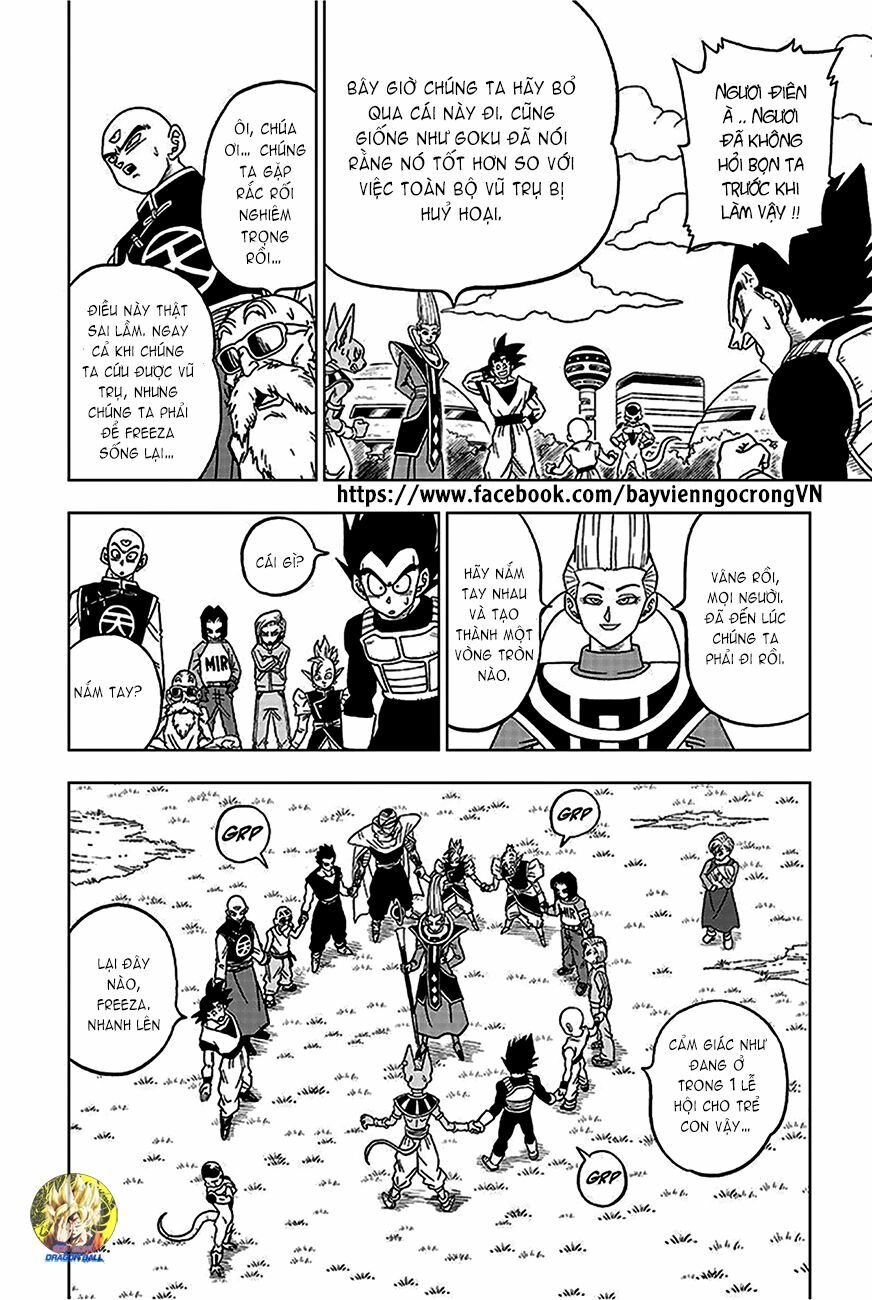 NGƯƠI ĐIÊN
À .. NGƯƠI
ĐÃ KHÔNG
HỎI BỌN TA
TRƯỚC KHI
LÀM VẬY !!
BÂY GIỜ CHÚNG TA HÃY BỎ
QUA CÁI NÀY ĐI. CŨNG
GIỐNG NHƯ GOKU ĐÃ NÓI
RẰNG NÓ TỐT HƠN SO VỚI
VIỆC TOÀN BỘ VŨ TRỤ BỊ
HUỶ HOẠI.
ÔI, CHÚA
ƠI... CHÚNG
TA GẶP
RẮC RỐI
NGHIÊM
TRỌNG
RỒI...
ĐIỀU NÀY THẬT
SAI LẦM. NGAY
CẢ KHI CHÚNG
TA CỨU ĐƯỢC VŨ
TRỤ, NHƯNG
CHÚNG TA PHẢI
ĐỂ FREEZA
SỐNG LẠI...
天
https://www.facebook.com/bayvienngocrongVN
VÂNG RỒI,
MỌI NGƯỜI.
ĐÃ ĐẾN LÚC
CHÚNG TA
PHẢI ĐI RỒI.
HÃY NẮM
TAY NHAU
VÀ TẠO
THÀNH MỘT
VÒNG TRÒN
NÀO.
CÁI GÌ?
NẮM TAY?
天
MIR
GRP
GRP
MIR
LẠI ĐÂY
NÀO,
FREEZA.
NHANH LÊN
CẢM GIÁC NHƯ
ĐANG Ở
TRONG 1 LỄ
HỘI CHO TRẺ
CON VẬY...
GRP
DRAGON BALL